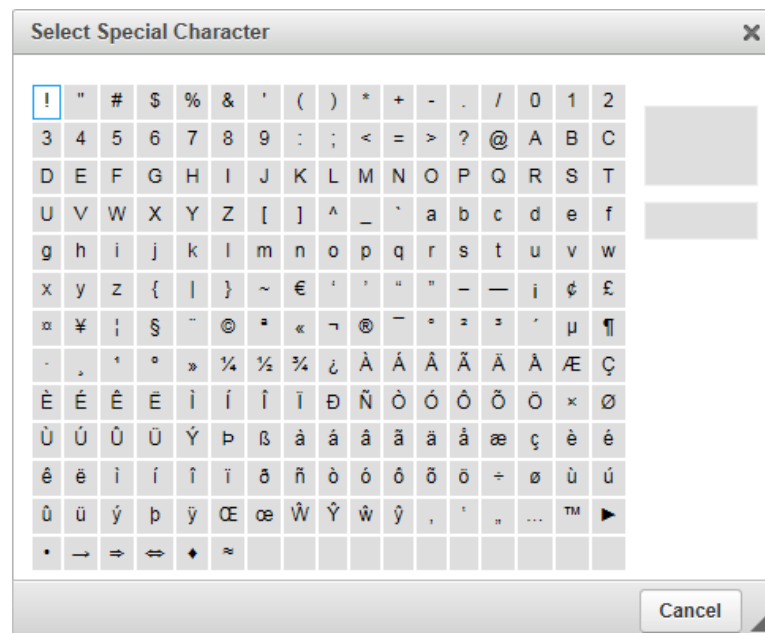 Select Special Character
! " # $ % & ' ( ) * + - . / 0 1 2
3 4 5 6 7 8 9 : ; < = > ? @ A B C
D E F G H I J K L M N O P Q R S T
U V W X Y Z [ ] ^ _ ` a b c d e f
g h i j k l m n o p q r s t u v w
x y z { | } ~ € ‘ ’ “ ” – — ¡ ¢ £
¤ ¥ ¦ § ¨ © ª « ¬ ® ¯ ° ² ³ ´ µ ¶
· ¸ ¹ º » ¼ ½ ¾ ¿ À Á Â Ã Ä Å Æ Ç
È É Ê Ë Ì Í Î Ï Ð Ñ Ò Ó Ô Õ Ö × Ø
Ù Ú Û Ü Ý Þ ß à á â ã ä å æ ç è é
ê ë ì í î ï ð ñ ò ó ô õ ö ÷ ø ù ú
û ü ý þ ÿ Œ œ Ŵ Ŷ ŵ ŷ ‚ ‛ „ … ™ ►
• → ⇒ ⇔ ♦ ≈
Cancel